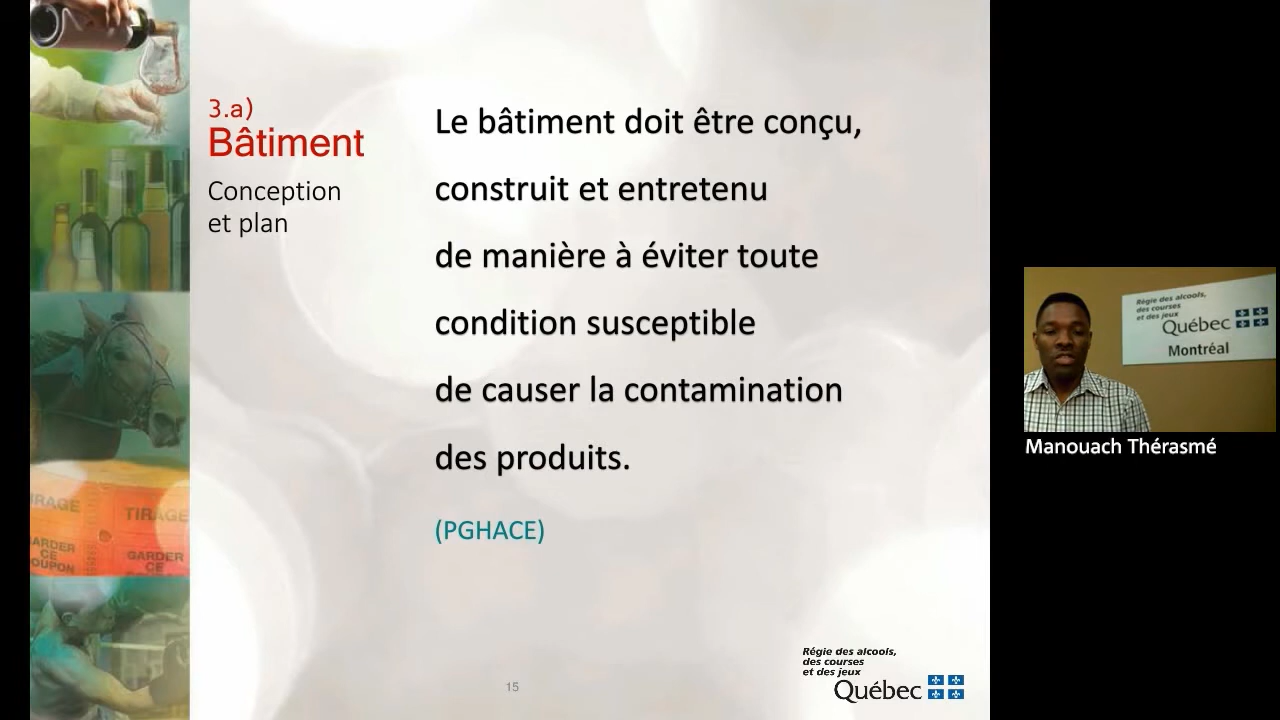 3.a)
Bâtiment
Conception
et plan
Le bâtiment doit être conçu,
construit et entretenu
de manière à éviter toute
condition susceptible
de causer la contamination
des produits.
(PGHACE)
TIRAGE
GARDER
CE
COUPON
TIRAGE
GARDER
CE
15
Régie des alcools,
des courses
et des jeux
Québec
Régie des alcools,
des courses
et des jeux
Québec
Montréal
Manouach Thérasmé